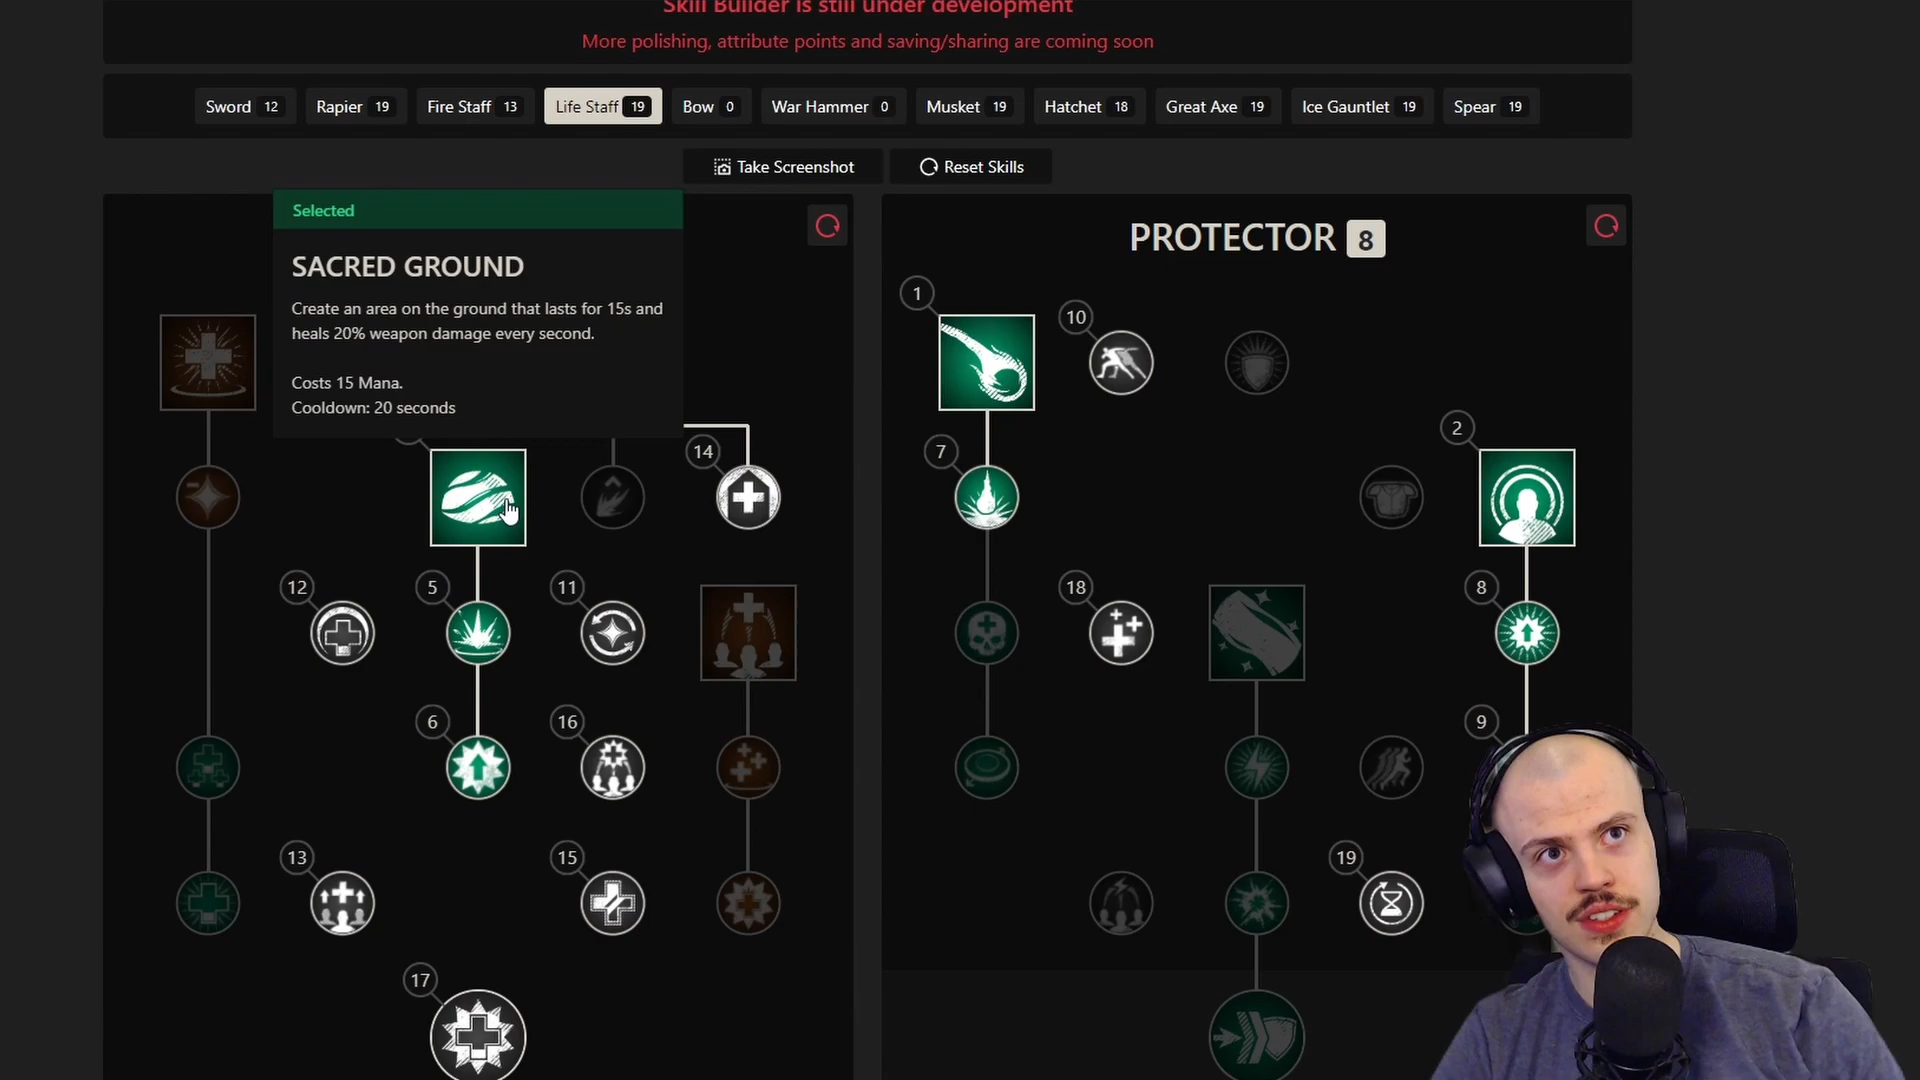 Skill Builder is still under development
More polishing, attribute points and saving/sharing are coming soon
Sword 12 Rapier 19 Fire Staff 13 Life Staff 19 Bow 0 War Hammer 0 Musket 19 Hatchet 18 Great Axe 19 Ice Gauntlet 19 Spear 19
Take Screenshot Reset Skills
Selected
SACRED GROUND
Create an area on the ground that lasts for 15s and
heals 20% weapon damage every second.
Costs 15 Mana.
Cooldown: 20 seconds
14
12 5 11
6 16
13 15
17
PROTECTOR 8
1 10
2
7
18 8
9
19